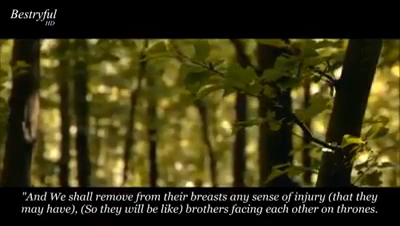 Bestryful
HD
"And We shall remove from their breasts any sense of injury (that they
may have), (So they will be like) brothers facing each other on thrones.